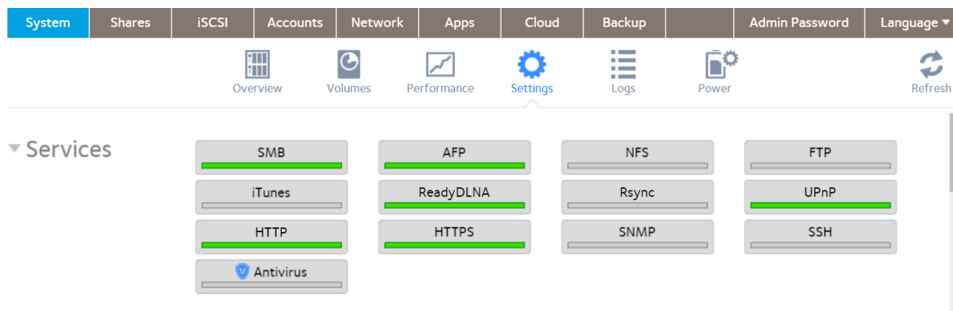 System Shares iSCSI Accounts Network Apps Cloud Backup Admin Password Language
Overview Volumes Performance Settings Logs Power Refresh
Services
SMB AFP NFS FTP
iTunes ReadyDLNA Rsync UPnP
HTTP HTTPS SNMP SSH
V Antivirus